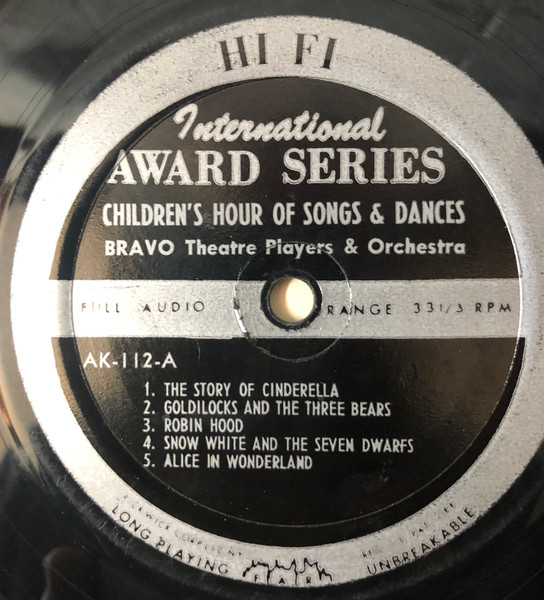 HI FI
International
AWARD SERIES
CHILDREN'S HOUR OF SONGS & DANCES
BRAVO Theatre Players & Orchestra
FULL AUDIO RANGE 33 1/3 RPM
AK-112-A
1. THE STORY OF CINDERELLA
2. GOLDILOCKS AND THE THREE BEARS
3. ROBIN HOOD
4. SNOW WHITE AND THE SEVEN DWARFS
5. ALICE IN WONDERLAND
LONG PLAYING
FAR
UNBREAKABLE